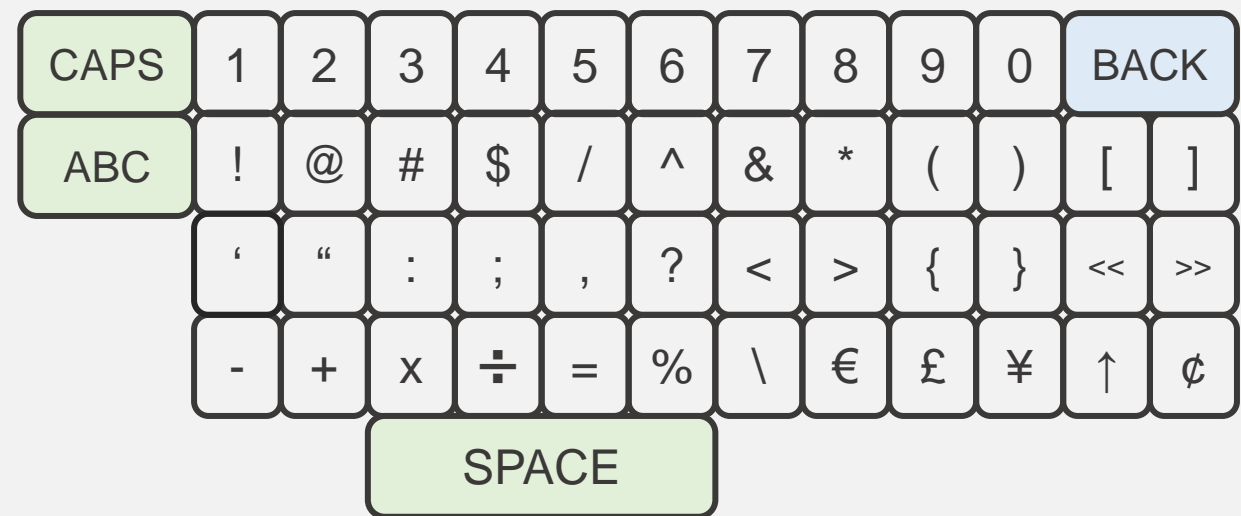 CAPS 1 2 3 4 5 6 7 8 9 0 BACK
ABC ! @ # $ / ^ & * ( ) [ ]
‘ “ : ; , ? < > { } << >>
- + x ÷ = % \ € £ ¥ ↑ ¢
SPACE